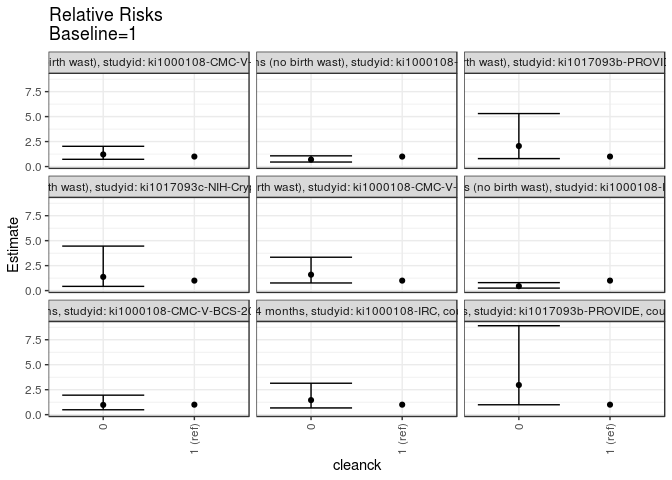 Relative Risks
Baseline=1
irth wast), studyid: ki1000108-CMC-V-
ns (no birth wast), studyid: ki1000108-
rth wast), studyid: ki1017093b-PROVID
7.5
5.0
2.5
0.0
th wast), studyid: ki1017093c-NIH-Cryp
irth wast), studyid: ki1000108-CMC-V-
s (no birth wast), studyid: ki1000108-I
7.5
5.0
2.5
0.0
Estimate
ns, studyid: ki1000108-CMC-V-BCS-20
4 months, studyid: ki1000108-IRC, cou
s, studyid: ki1017093b-PROVIDE, cou
7.5
5.0
2.5
0.0
0
1 (ref)
0
1 (ref)
0
1 (ref)
cleanck